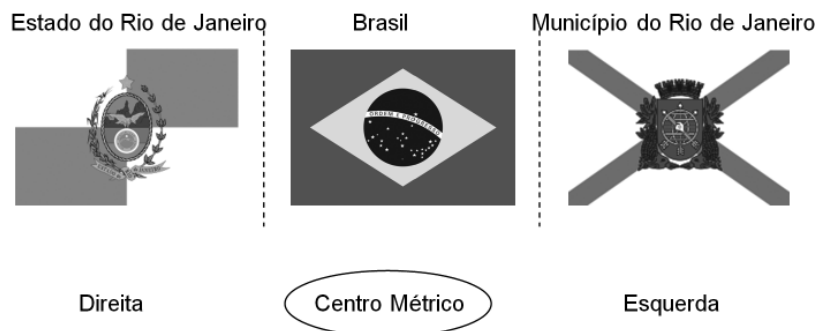 Estado do Rio de Janeiro
Brasil
Município do Rio de Janeiro
ORDEM E PROGRESSO
Direita
Centro Métrico
Esquerda